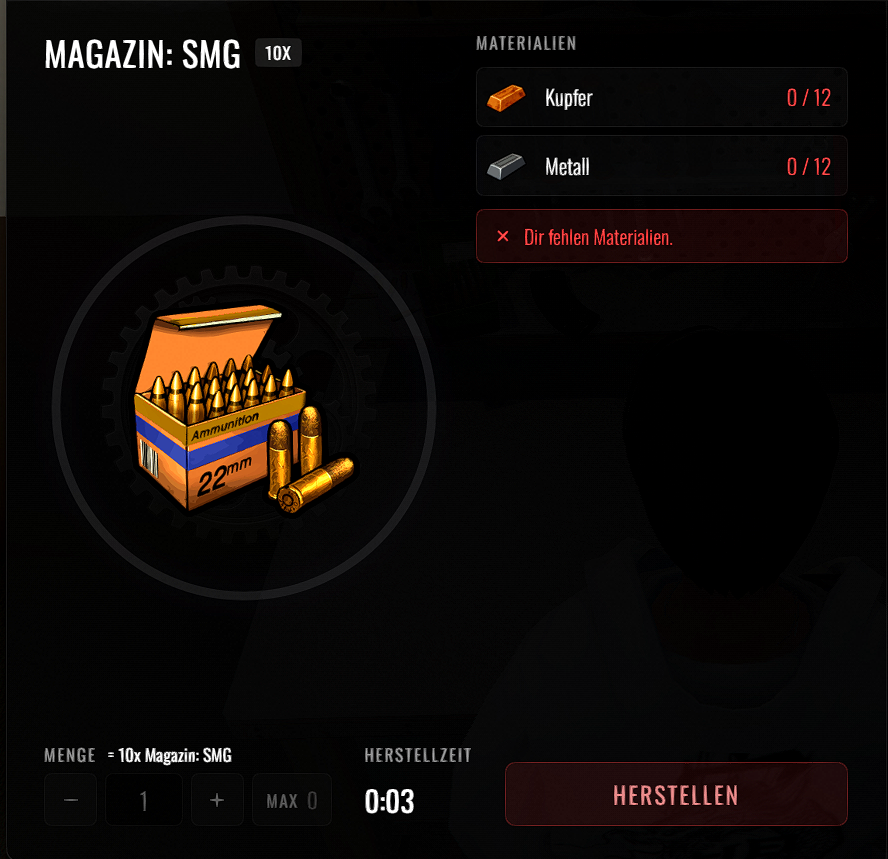 MAGAZIN: SMG 10X
MATERIALIEN
Kupfer 0 / 12
Metall 0 / 12
× Dir fehlen Materialien.
Ammunition
22mm
MENGE = 10x Magazin: SMG
− 1 + MAX 0
HERSTELLZEIT
0:03
HERSTELLEN